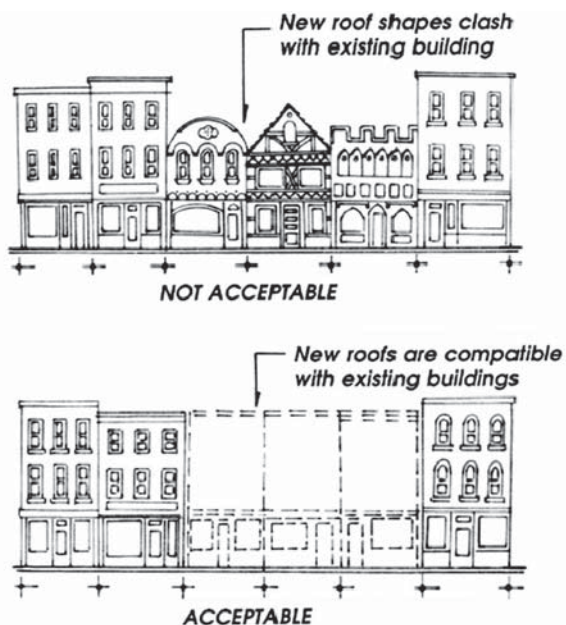 New roof shapes clash
with existing building
NOT ACCEPTABLE
New roofs are compatible
with existing buildings
ACCEPTABLE